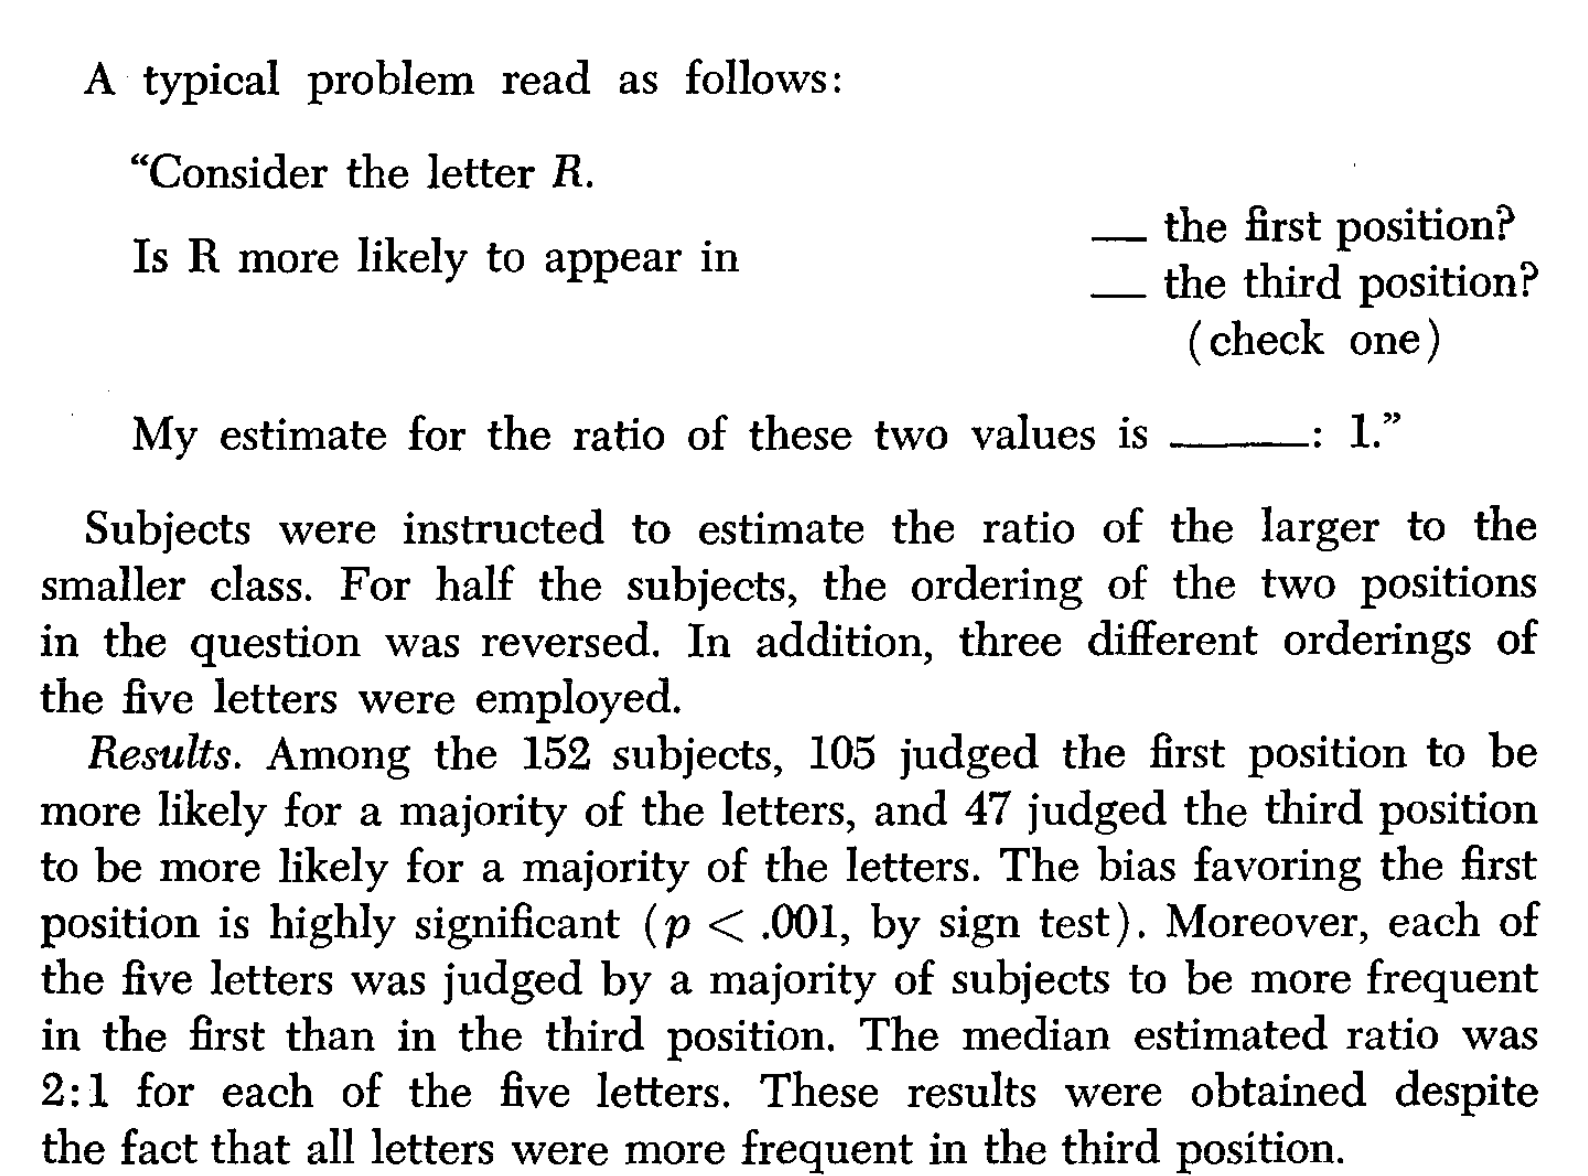 A typical problem read as follows:
“Consider the letter R.
Is R more likely to appear in
__ the first position?
__ the third position?
(check one)
My estimate for the ratio of these two values is _____: 1.”
Subjects were instructed to estimate the ratio of the larger to the
smaller class. For half the subjects, the ordering of the two positions
in the question was reversed. In addition, three different orderings of
the five letters were employed.
Results. Among the 152 subjects, 105 judged the first position to be
more likely for a majority of the letters, and 47 judged the third position
to be more likely for a majority of the letters. The bias favoring the first
position is highly significant (p < .001, by sign test). Moreover, each of
the five letters was judged by a majority of subjects to be more frequent
in the first than in the third position. The median estimated ratio was
2:1 for each of the five letters. These results were obtained despite
the fact that all letters were more frequent in the third position.